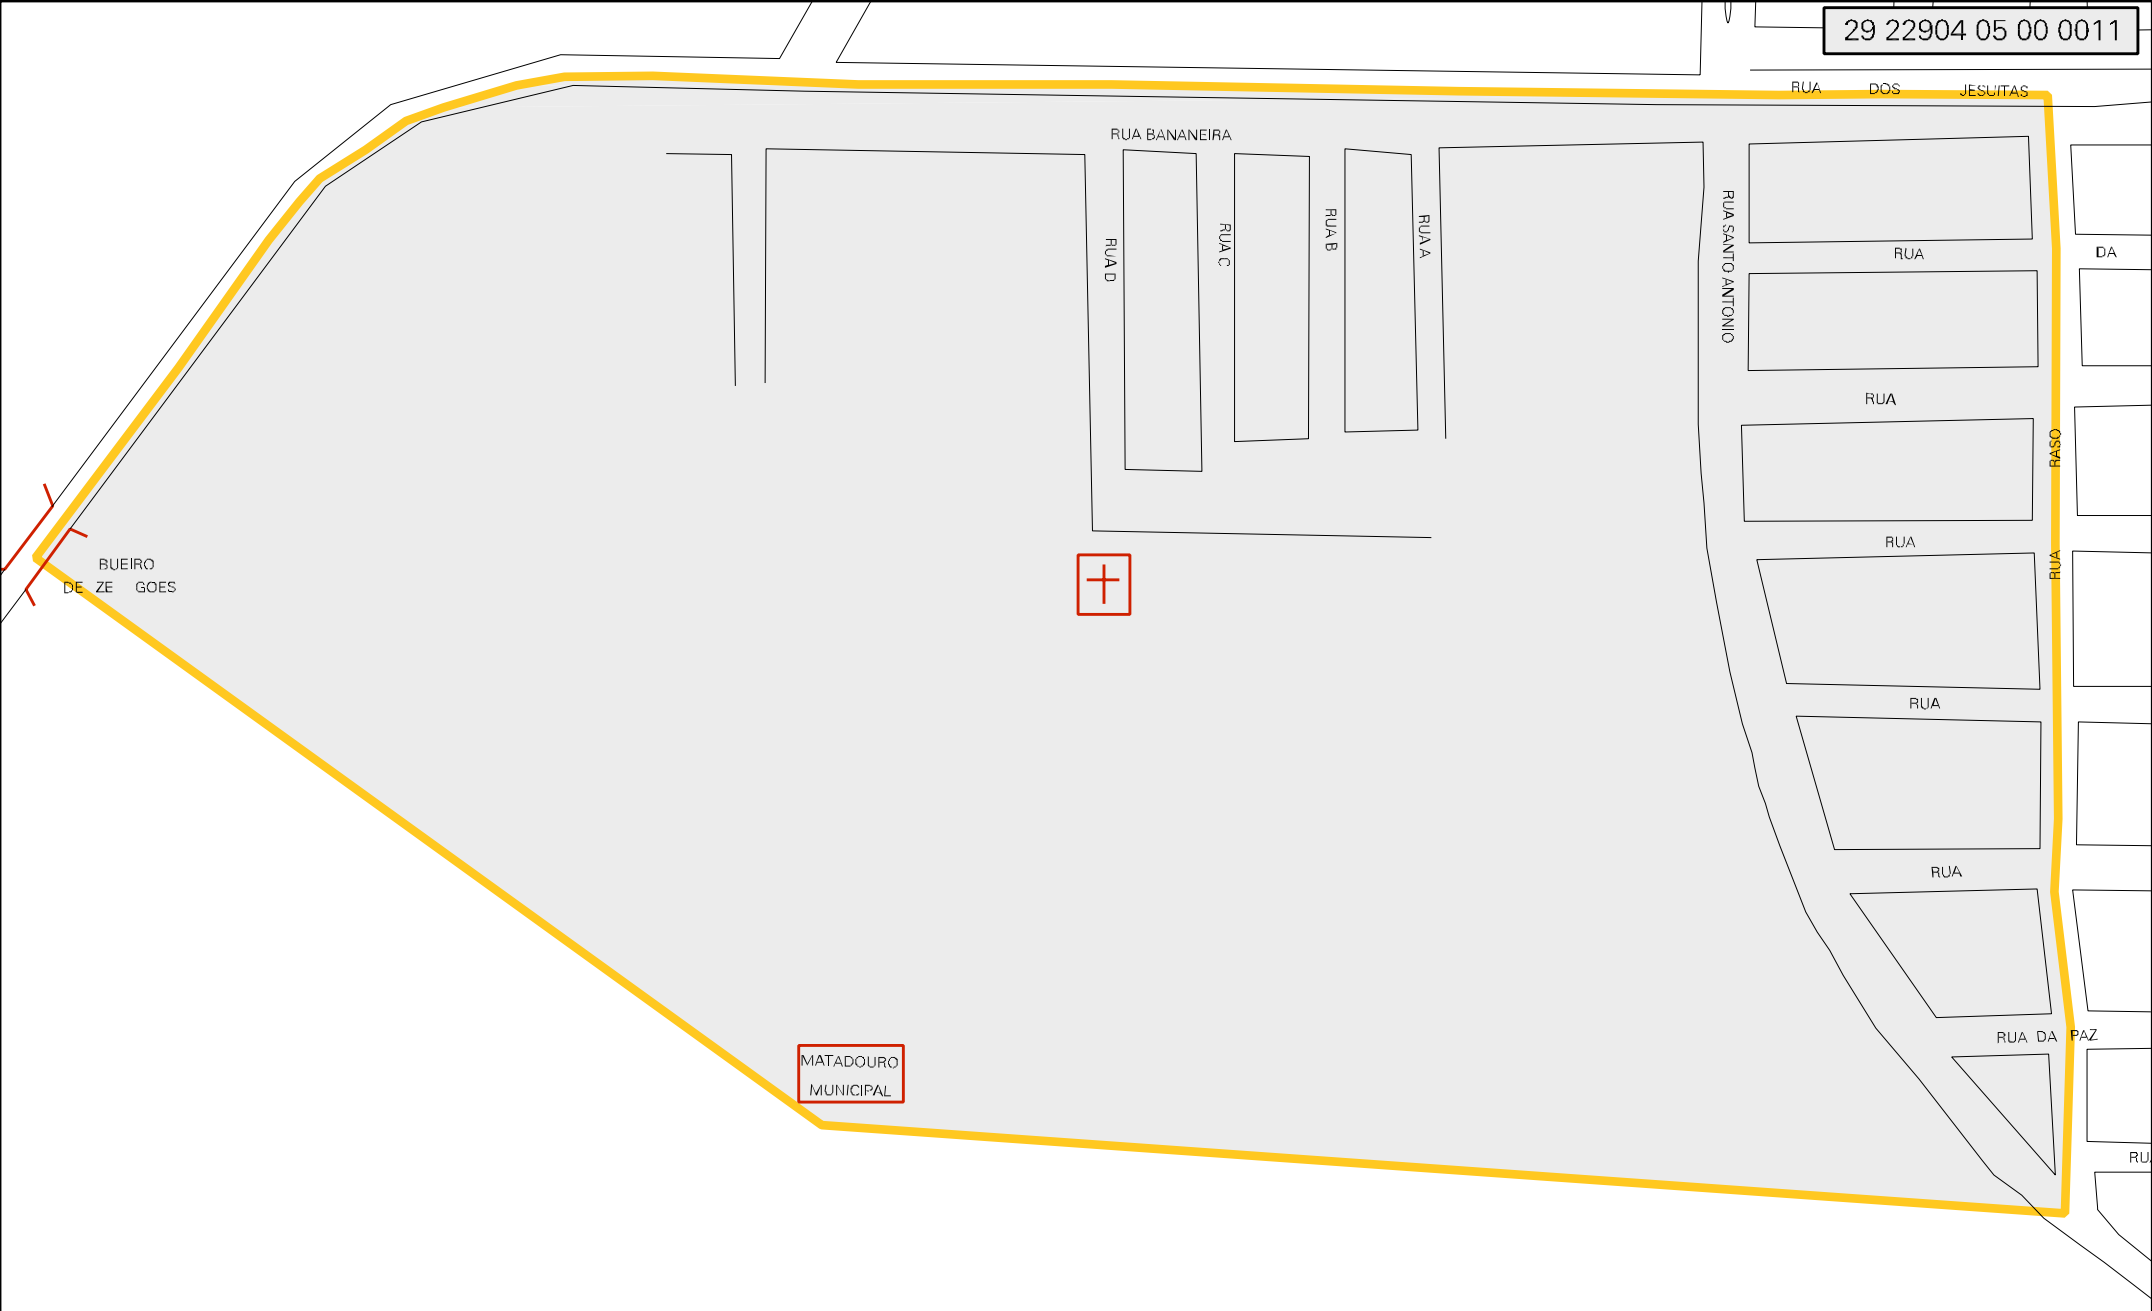 29 22904 05 00 0011
RUA DOS JESUITAS
RUA BANANEIRA
RUA D
RUA C
RUA B
RUA A
RUA SANTO ANTONIO
RUA
DA
RUA
RUA RASO
RUA
BUEIRO
DE ZE GOES
RUA
RUA
RUA DA PAZ
MATADOURO
MUNICIPAL